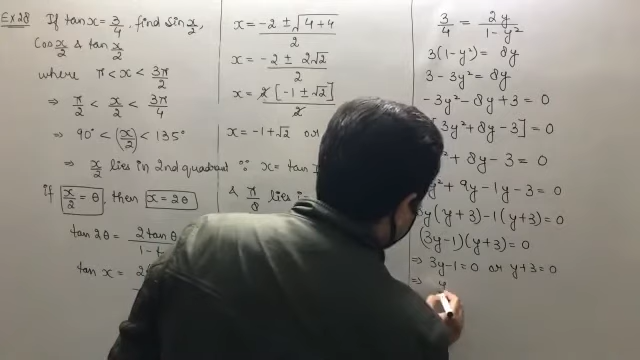 Ex 28 If tan x = 3/4, find sin x/2,
cos x/2 & tan x/2
where π < x < 3π/2
⇒ π/2 < x/2 < 3π/4
⇒ 90° < (x/2) < 135°
⇒ x/2 lies in 2nd quadrant
if x/2 = θ, then x = 2θ
tan 2θ = 2 tan θ
tan x =
x = -2 ± √4+4 / 2
x = -2 ± 2√2 / 2
x = 2[-1 ± √2] / 2
x = -1+√2 or
∵ x = tan
& π/8 lies
3/4 = 2y / 1-y²
3(1-y²) = 8y
3 - 3y² = 8y
-3y² - 8y + 3 = 0
[3y² + 8y - 3] = 0
+ 8y - 3 = 0
+ 9y - 1y - 3 = 0
y(y+3) - 1(y+3) = 0
(3y-1)(y+3) = 0
⇒ 3y-1 = 0 or y+3 = 0
⇒ y